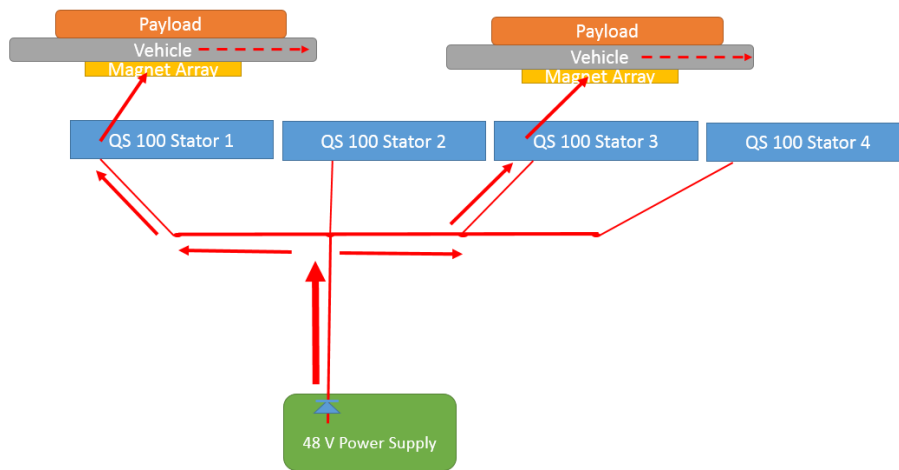 Payload
Vehicle
Magnet Array
Payload
Vehicle
Magnet Array
QS 100 Stator 1
QS 100 Stator 2
QS 100 Stator 3
QS 100 Stator 4
48 V Power Supply